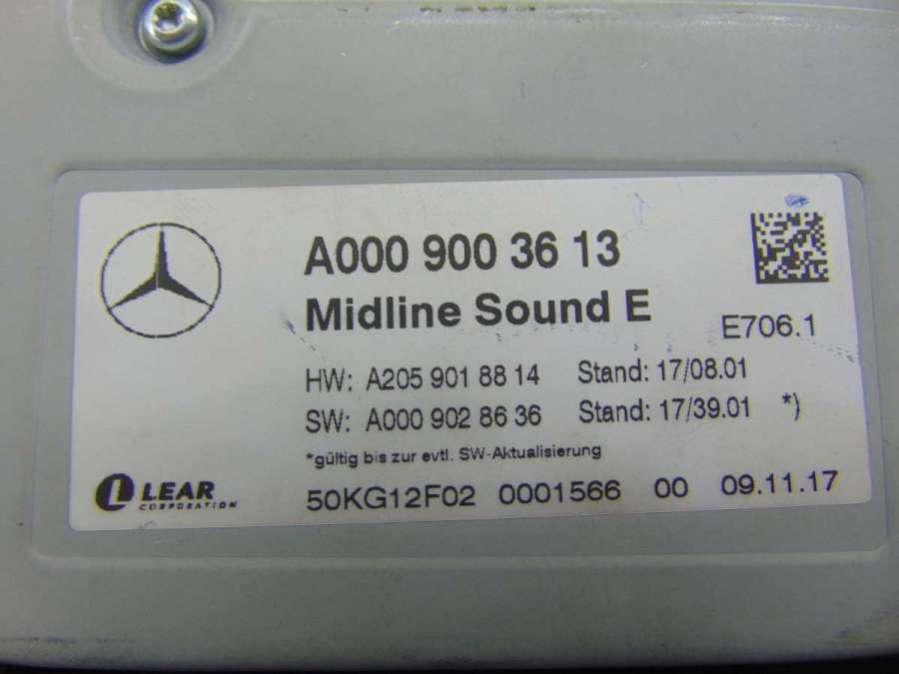 A000 900 36 13
Midline Sound E
E706.1
HW: A205 901 88 14 Stand: 17/08.01
SW: A000 902 86 36 Stand: 17/39.01 *)
*gültig bis zur evtl. SW-Aktualisierung
LEAR
CORPORATION
50KG12F02 0001566 00 09.11.17